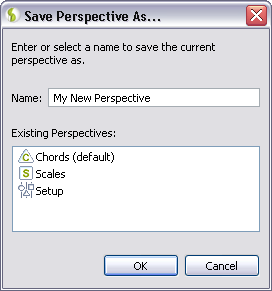 Save Perspective As...
Enter or select a name to save the current
perspective as.
Name: My New Perspective
Existing Perspectives:
C Chords (default)
S Scales
Setup
OK Cancel